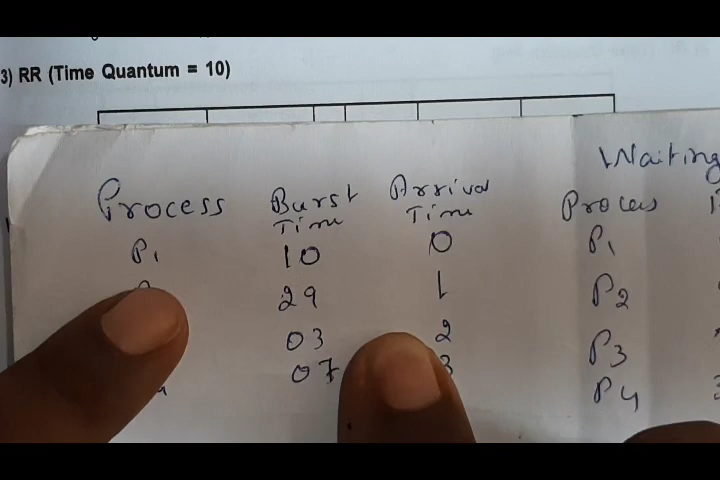 3) RR (Time Quantum = 10)
Waiting
Process Burst Time Arrival Time Process
P1 10 0 P1
29 1 P2
03 2 P3
07 3 P4